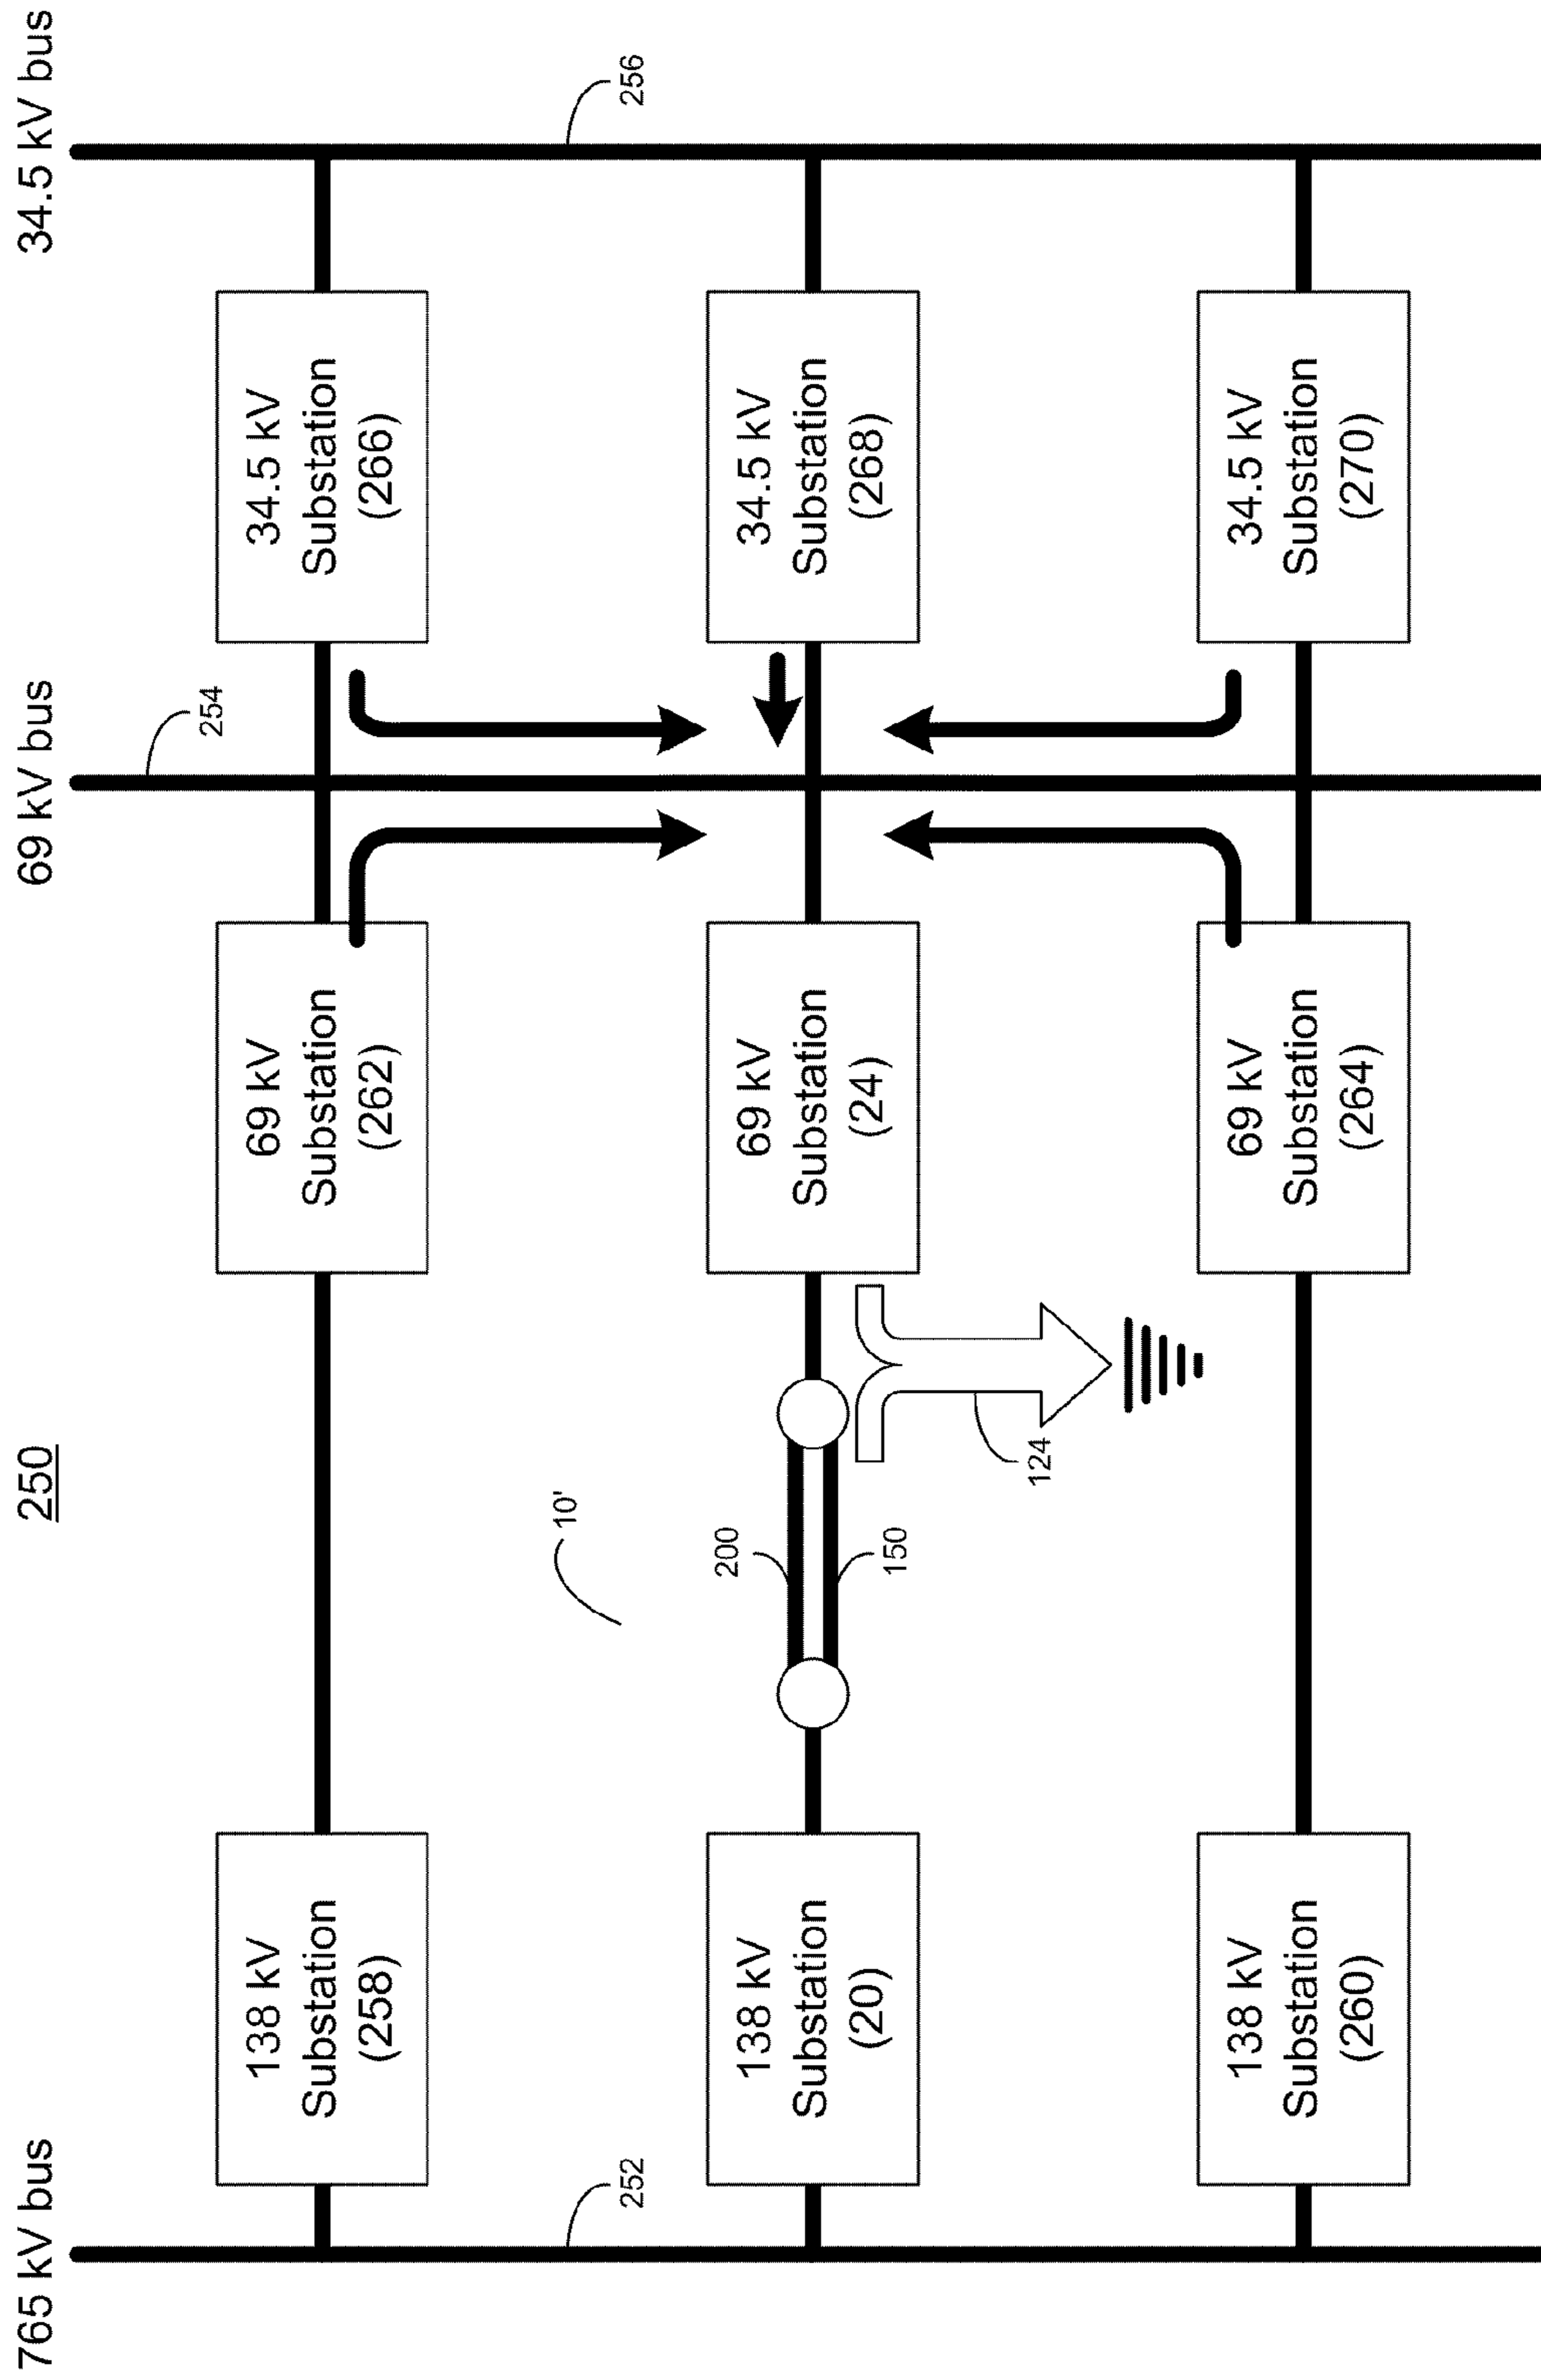 250
765 kV bus
69 kV bus
34.5 kV bus
252
254
256
138 kV
Substation
(258)
69 kV
Substation
(262)
34.5 kV
Substation
(266)
10'
200
150
124
138 kV
Substation
(20)
69 kV
Substation
(24)
34.5 kV
Substation
(268)
138 kV
Substation
(260)
69 kV
Substation
(264)
34.5 kV
Substation
(270)